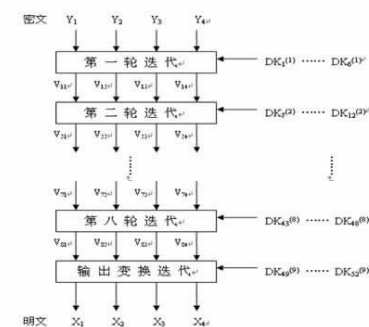 密文 Y₁ Y₂ Y₃ Y₄↵
第 一 轮 迭 代↵ DK₁⁽¹⁾ ······ DK₆⁽¹⁾↵
V₁₁↵ V₁₂↵ V₁₃↵ V₁₄↵
第 二 轮 迭 代↵ DK₇⁽²⁾ ······ DK₁₂⁽²⁾↵
V₂₁↵ V₂₂↵ V₂₃↵ V₂₄↵
V₇₁↵ V₇₂↵ V₇₃↵ V₇₄↵
第 八 轮 迭 代↵ DK₄₃⁽⁸⁾ ······ DK₄₈⁽⁸⁾↵
V₈₁↵ V₈₂↵ V₈₃↵ V₈₄↵
输 出 变 换 迭 代↵ DK₄₉⁽⁹⁾ ······ DK₅₂⁽⁹⁾↵
明文 X₁ X₂ X₃ X₄↵